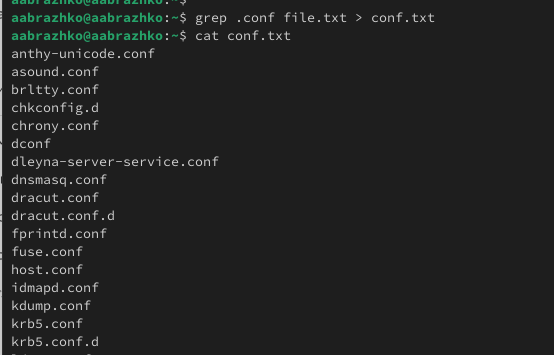 aabrazhko@aabrazhko:~$
aabrazhko@aabrazhko:~$ grep .conf file.txt > conf.txt
aabrazhko@aabrazhko:~$ cat conf.txt
anthy-unicode.conf
asound.conf
brltty.conf
chkconfig.d
chrony.conf
dconf
dleyna-server-service.conf
dnsmasq.conf
dracut.conf
dracut.conf.d
fprintd.conf
fuse.conf
host.conf
idmapd.conf
kdump.conf
krb5.conf
krb5.conf.d